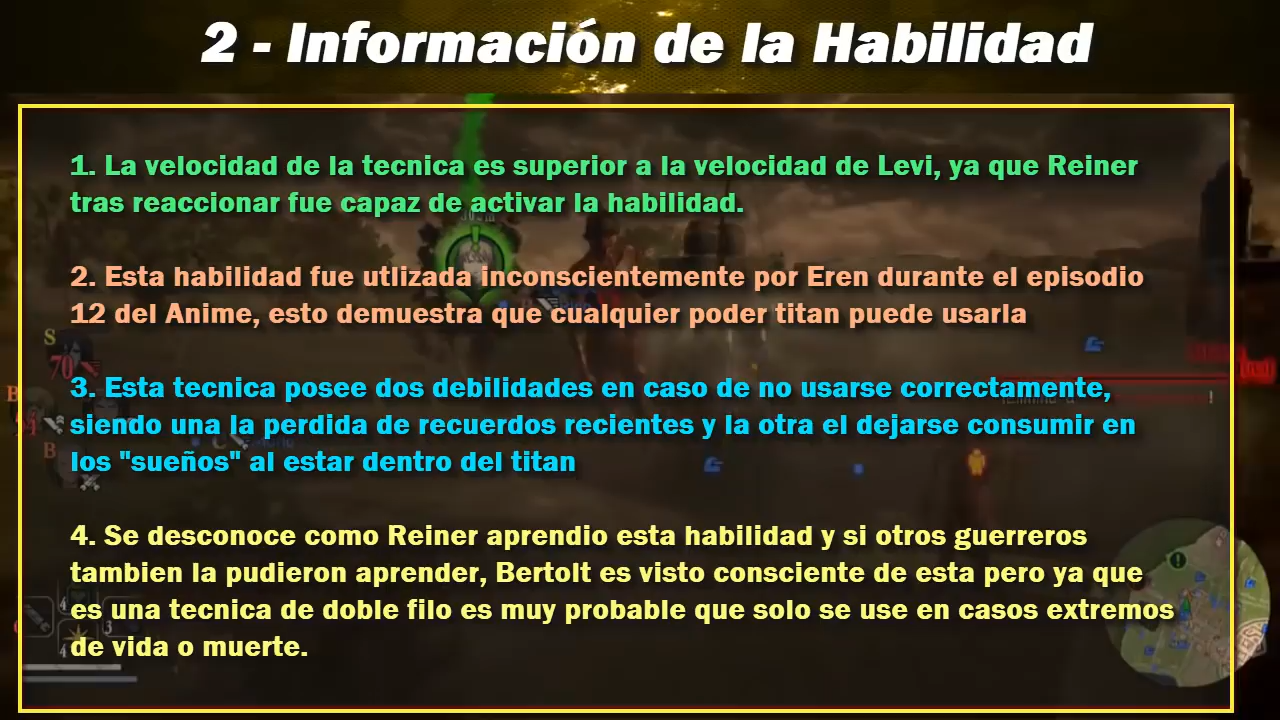 2 - Información de la Habilidad
1. La velocidad de la tecnica es superior a la velocidad de Levi, ya que Reiner
tras reaccionar fue capaz de activar la habilidad.
2. Esta habilidad fue utlizada inconscientemente por Eren durante el episodio
12 del Anime, esto demuestra que cualquier poder titan puede usarla
3. Esta tecnica posee dos debilidades en caso de no usarse correctamente,
siendo una la perdida de recuerdos recientes y la otra el dejarse consumir en
los "sueños" al estar dentro del titan
4. Se desconoce como Reiner aprendio esta habilidad y si otros guerreros
tambien la pudieron aprender, Bertolt es visto consciente de esta pero ya que
es una tecnica de doble filo es muy probable que solo se use en casos extremos
de vida o muerte.
S
70
B
B
C
4
3
4